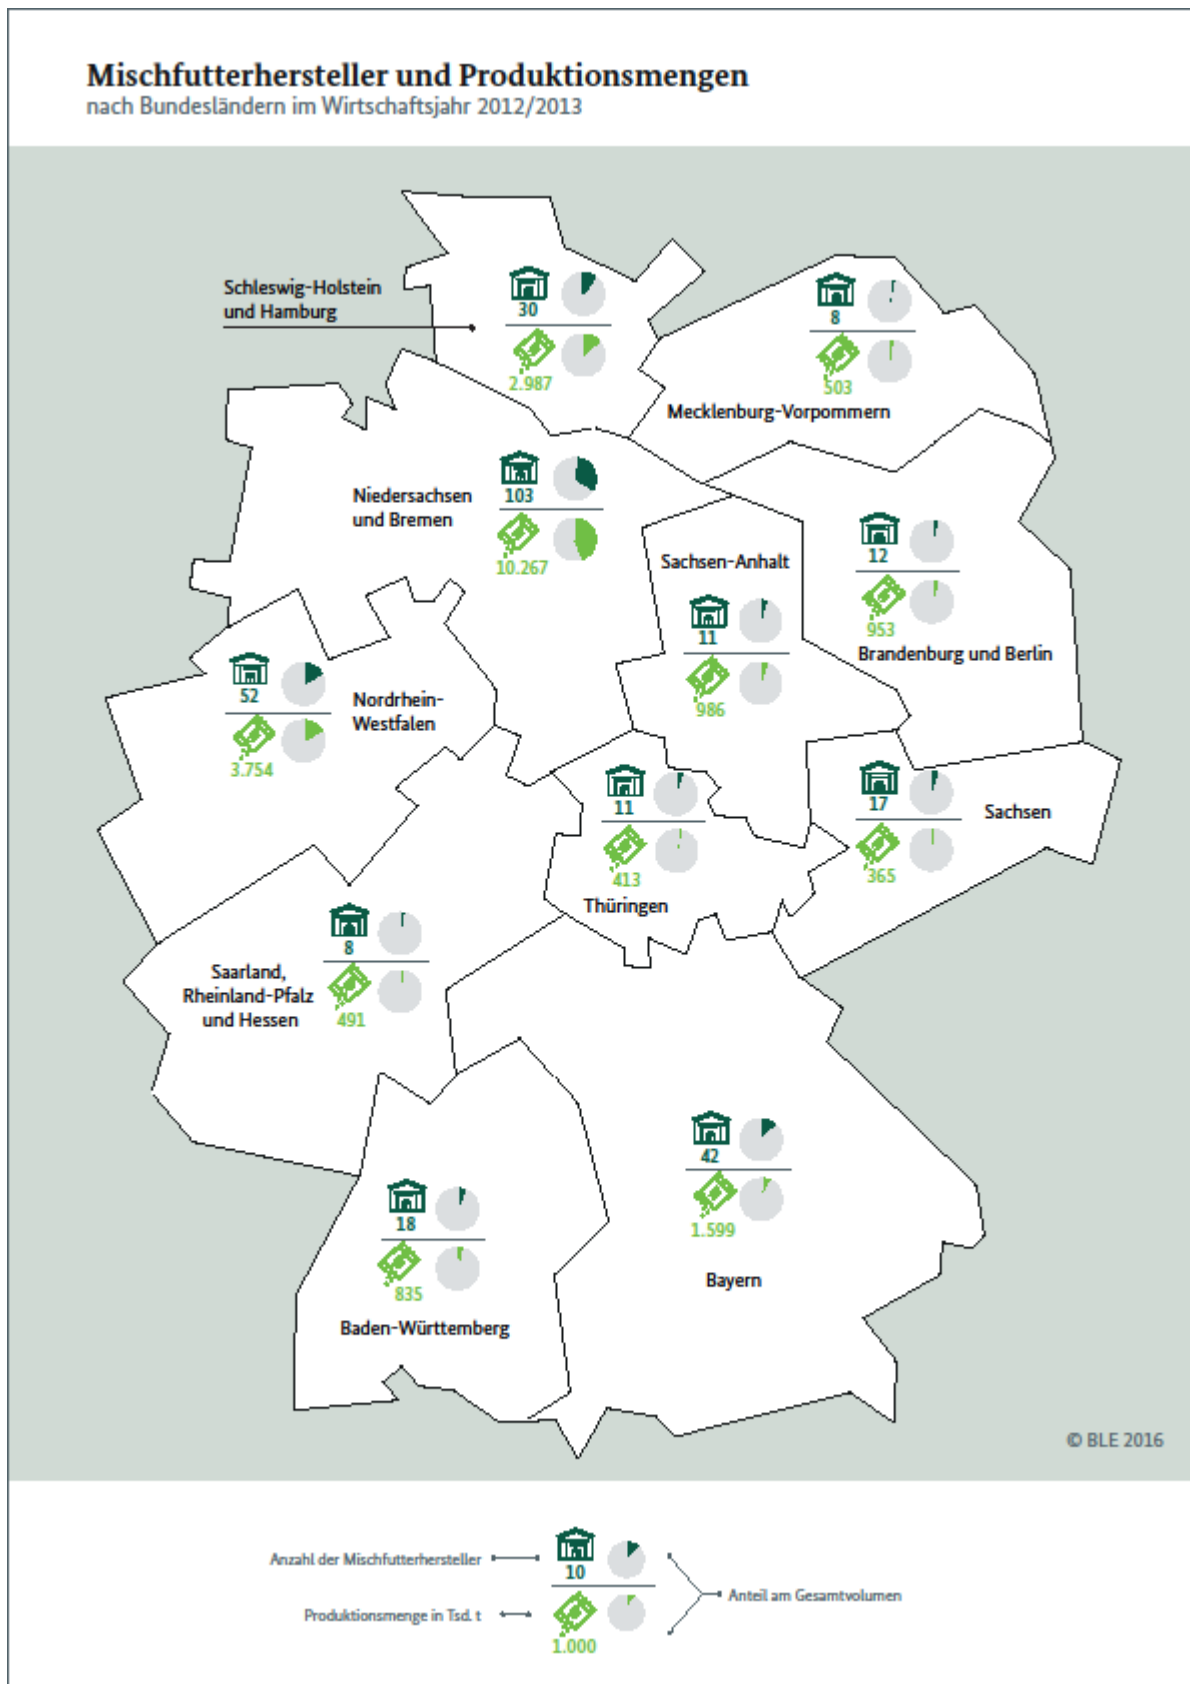 Mischfutterhersteller und Produktionsmengen
nach Bundesländern im Wirtschaftsjahr 2012/2013
Schleswig-Holstein
und Hamburg
30
2.987
8
503
Mecklenburg-Vorpommern
Niedersachsen
und Bremen
103
10.267
Sachsen-Anhalt
11
986
12
953
Brandenburg und Berlin
52
3.754
Nordrhein-
Westfalen
11
413
Thüringen
17
365
Sachsen
8
491
Saarland,
Rheinland-Pfalz
und Hessen
42
1.599
Bayern
18
835
Baden-Württemberg
© BLE 2016
Anzahl der Mischfutterhersteller
10
Anteil am Gesamtvolumen
Produktionsmenge in Tsd. t
1.000